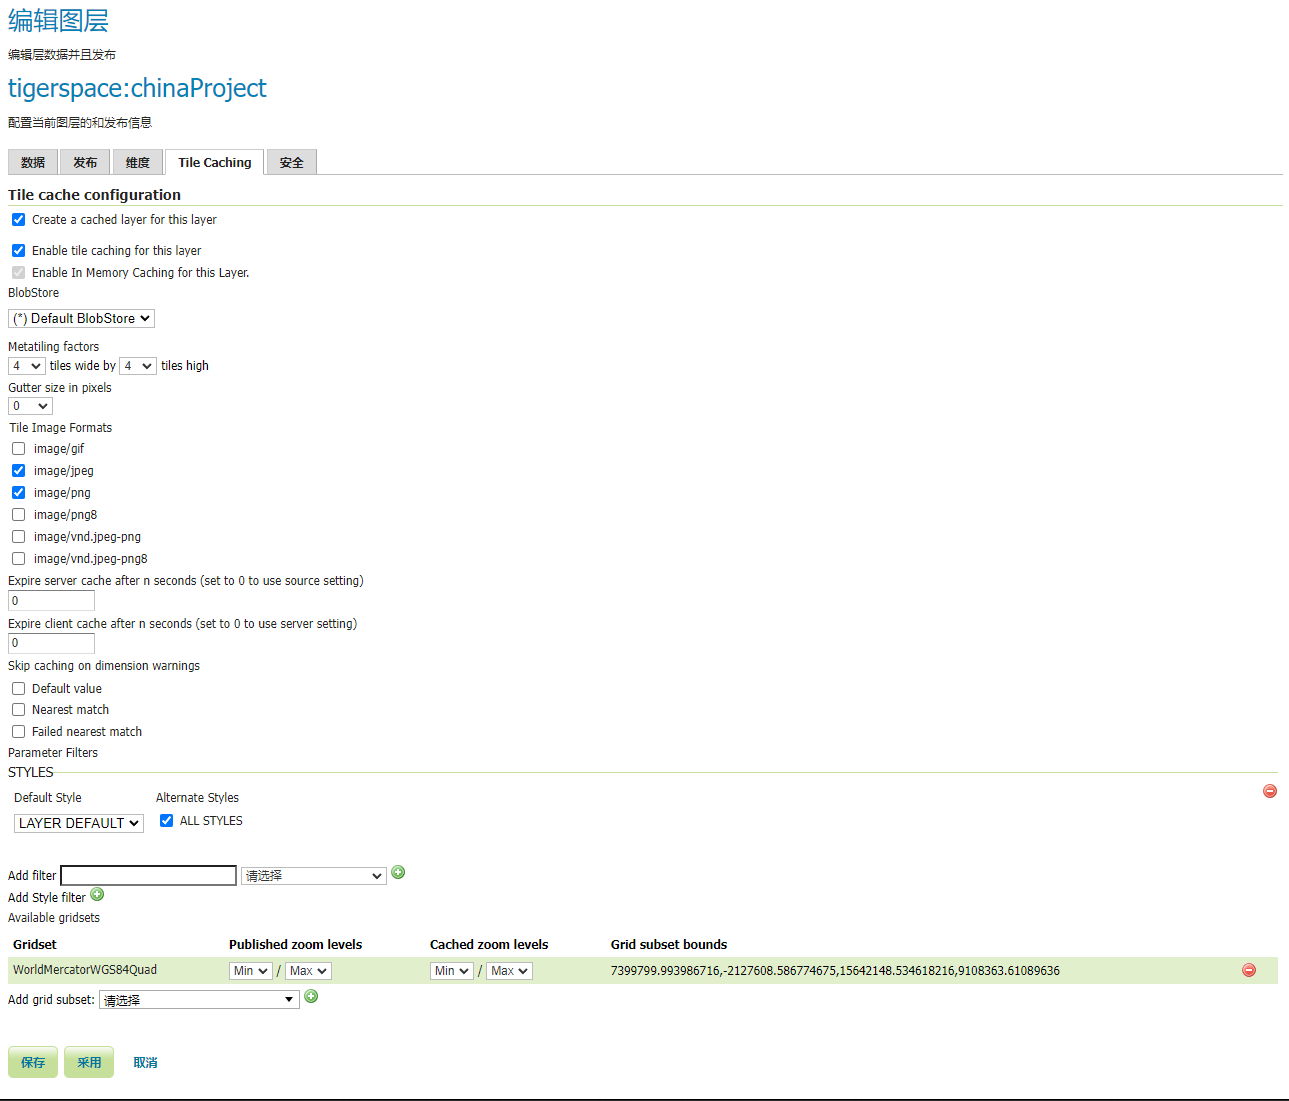 编辑图层
编辑层数据并且发布
tigerspace:chinaProject
配置当前图层的和发布信息
数据 发布 维度 Tile Caching 安全
Tile cache configuration
Create a cached layer for this layer
Enable tile caching for this layer
Enable In Memory Caching for this Layer.
BlobStore
(*) Default BlobStore
Metatiling factors
4 tiles wide by 4 tiles high
Gutter size in pixels
0
Tile Image Formats
image/gif
image/jpeg
image/png
image/png8
image/vnd.jpeg-png
image/vnd.jpeg-png8
Expire server cache after n seconds (set to 0 to use source setting)
0
Expire client cache after n seconds (set to 0 to use server setting)
0
Skip caching on dimension warnings
Default value
Nearest match
Failed nearest match
Parameter Filters
STYLES
Default Style Alternate Styles
LAYER DEFAULT ALL STYLES
Add filter 请选择
Add Style filter
Available gridsets
Gridset Published zoom levels Cached zoom levels Grid subset bounds
WorldMercatorWGS84Quad Min / Max Min / Max 7399799.993986716,-2127608.586774675,15642148.534618216,9108363.61089636
Add grid subset: 请选择
保存 采用 取消